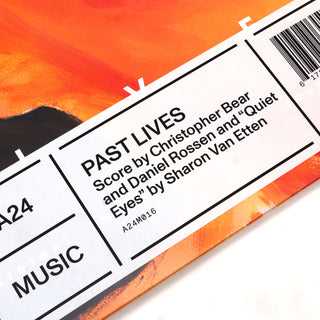 PAST LIVES
Score by Christopher Bear
and Daniel Rossen and “Quiet
Eyes” by Sharon Van Etten
A24M016
A24
MUSIC